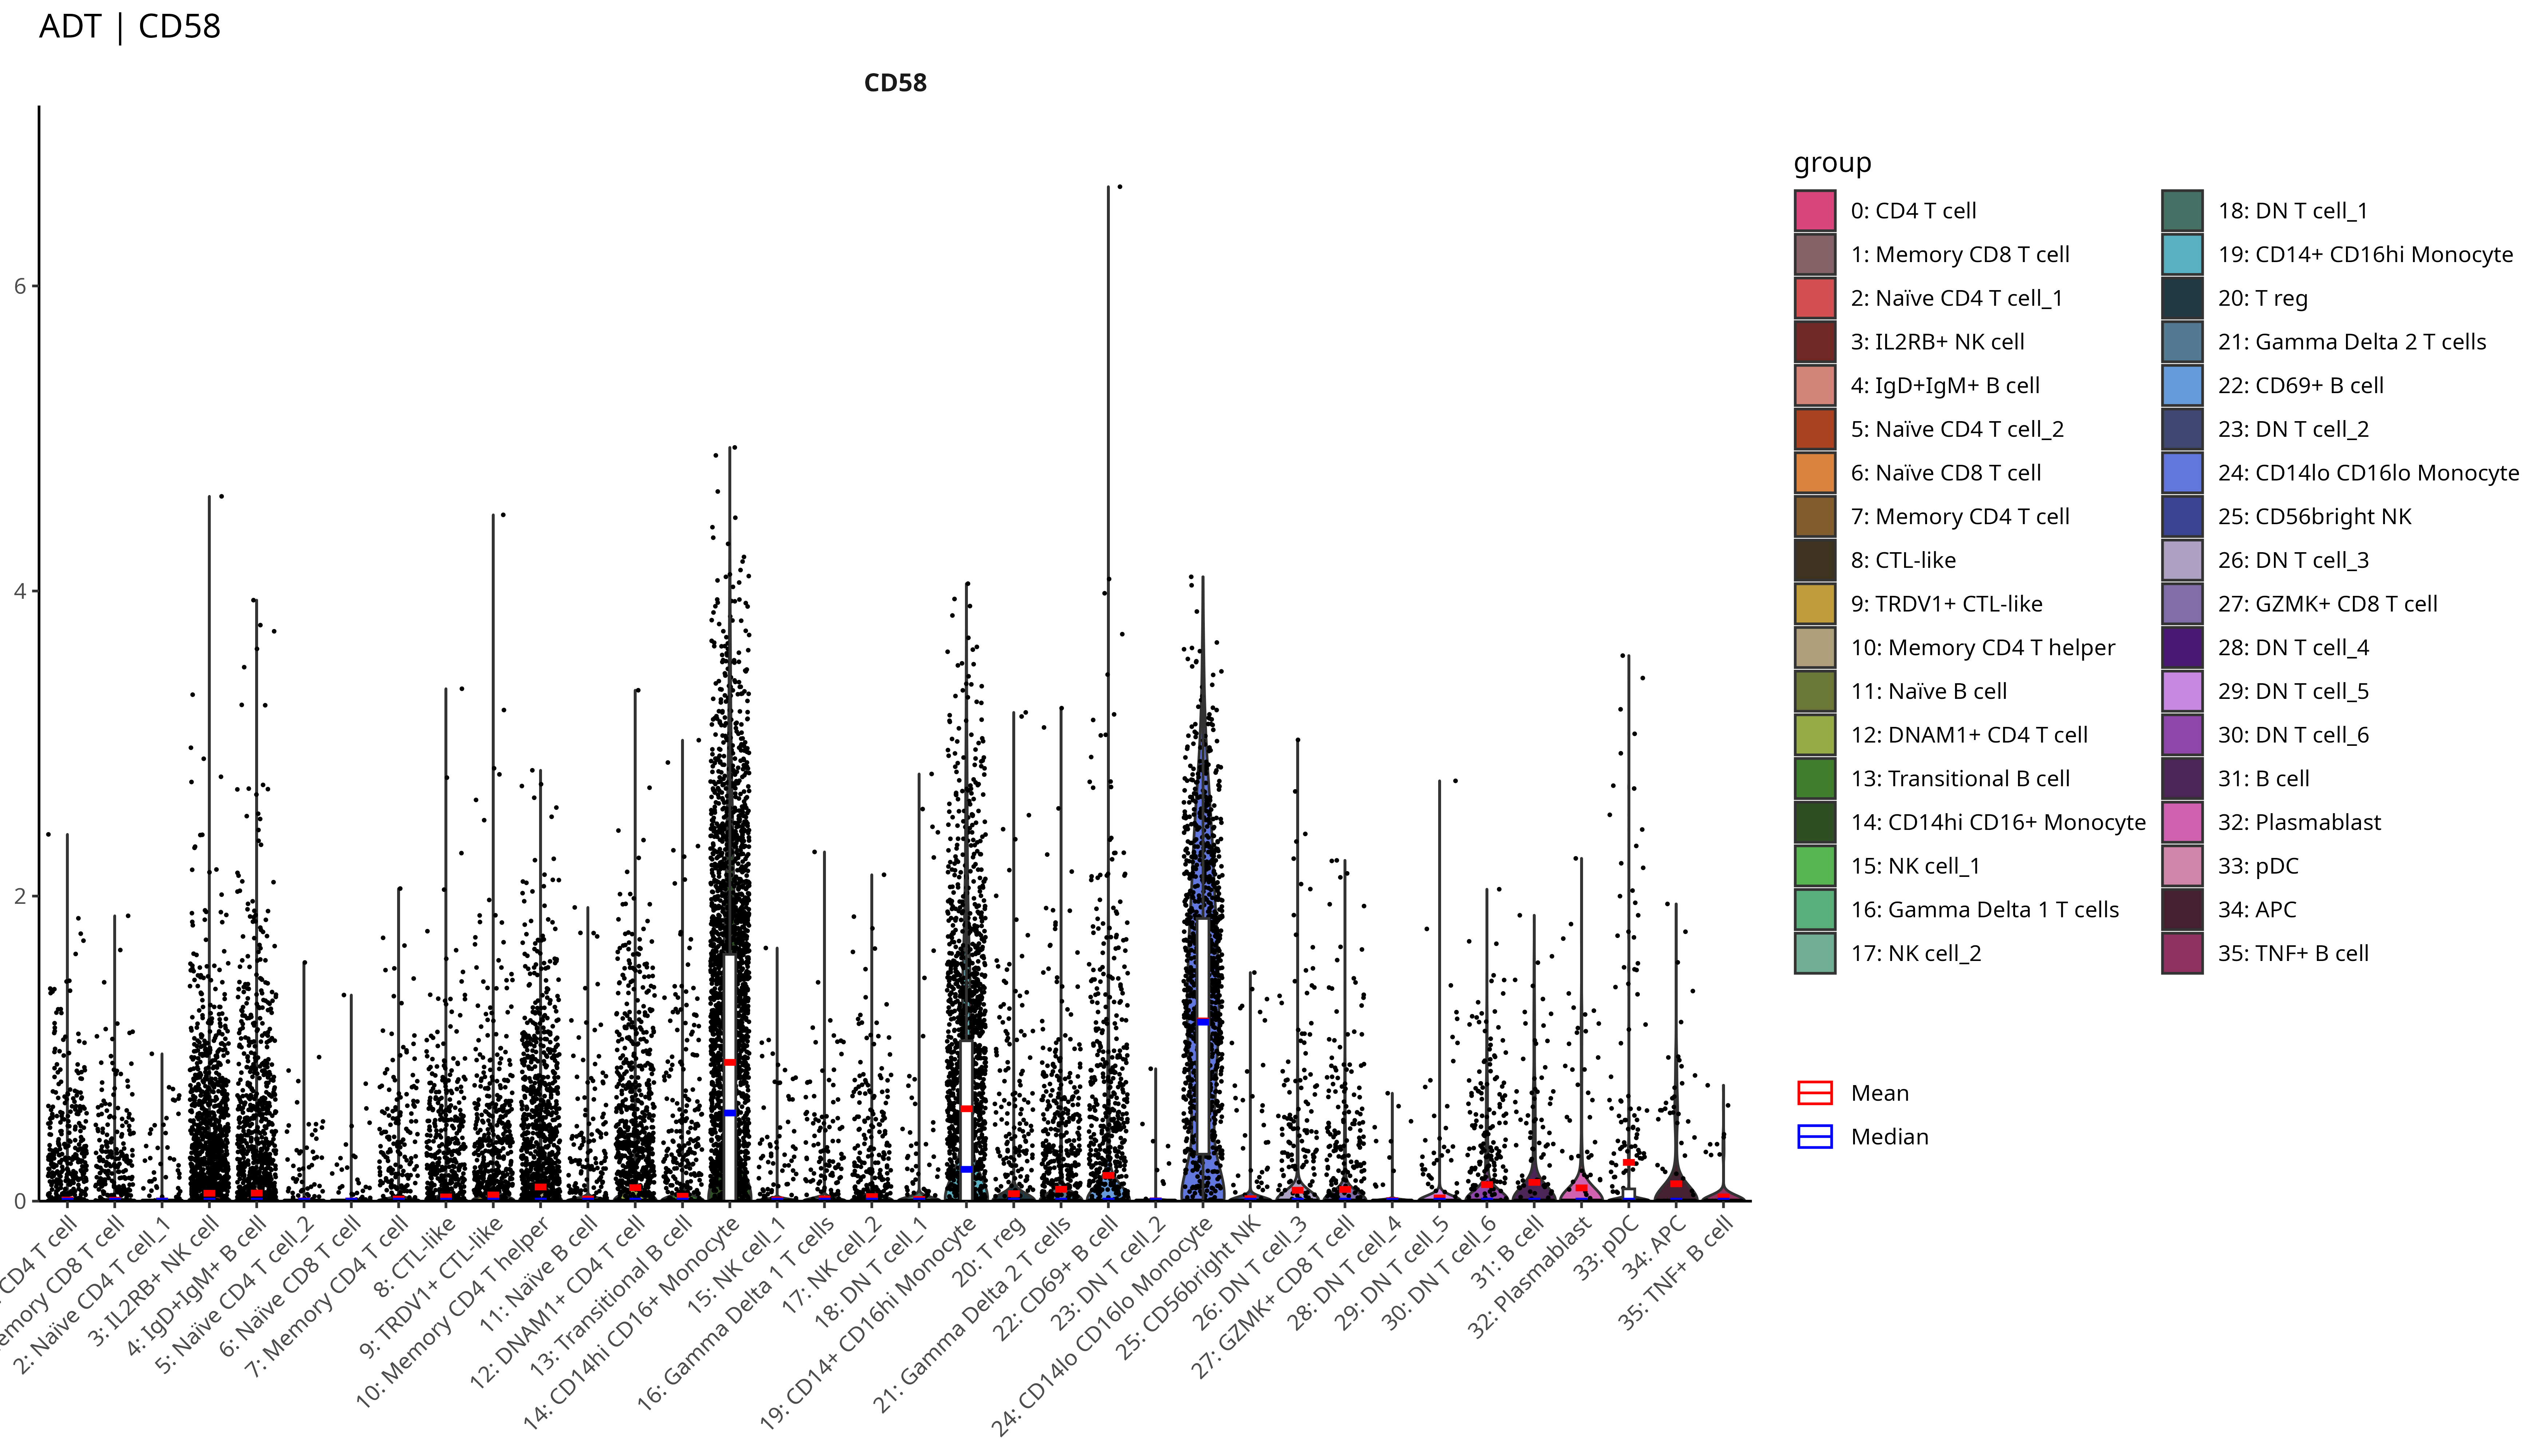 ADT | CD58
CD58
6
4
2
0
CD4 T cell
Memory CD8 T cell
2: Naïve CD4 T cell_1
3: IL2RB+ NK cell
4: IgD+IgM+ B cell
5: Naïve CD4 T cell_2
6: Naïve CD8 T cell
7: Memory CD4 T cell
8: CTL-like
9: TRDV1+ CTL-like
10: Memory CD4 T helper
11: Naïve B cell
12: DNAM1+ CD4 T cell
13: Transitional B cell
14: CD14hi CD16+ Monocyte
15: NK cell_1
16: Gamma Delta 1 T cells
17: NK cell_2
18: DN T cell_1
19: CD14+ CD16hi Monocyte
20: T reg
21: Gamma Delta 2 T cells
22: CD69+ B cell
23: DN T cell_2
24: CD14lo CD16lo Monocyte
25: CD56bright NK
26: DN T cell_3
27: GZMK+ CD8 T cell
28: DN T cell_4
29: DN T cell_5
30: DN T cell_6
31: B cell
32: Plasmablast
33: pDC
34: APC
35: TNF+ B cell
group
0: CD4 T cell
1: Memory CD8 T cell
2: Naïve CD4 T cell_1
3: IL2RB+ NK cell
4: IgD+IgM+ B cell
5: Naïve CD4 T cell_2
6: Naïve CD8 T cell
7: Memory CD4 T cell
8: CTL-like
9: TRDV1+ CTL-like
10: Memory CD4 T helper
11: Naïve B cell
12: DNAM1+ CD4 T cell
13: Transitional B cell
14: CD14hi CD16+ Monocyte
15: NK cell_1
16: Gamma Delta 1 T cells
17: NK cell_2
18: DN T cell_1
19: CD14+ CD16hi Monocyte
20: T reg
21: Gamma Delta 2 T cells
22: CD69+ B cell
23: DN T cell_2
24: CD14lo CD16lo Monocyte
25: CD56bright NK
26: DN T cell_3
27: GZMK+ CD8 T cell
28: DN T cell_4
29: DN T cell_5
30: DN T cell_6
31: B cell
32: Plasmablast
33: pDC
34: APC
35: TNF+ B cell
Mean
Median